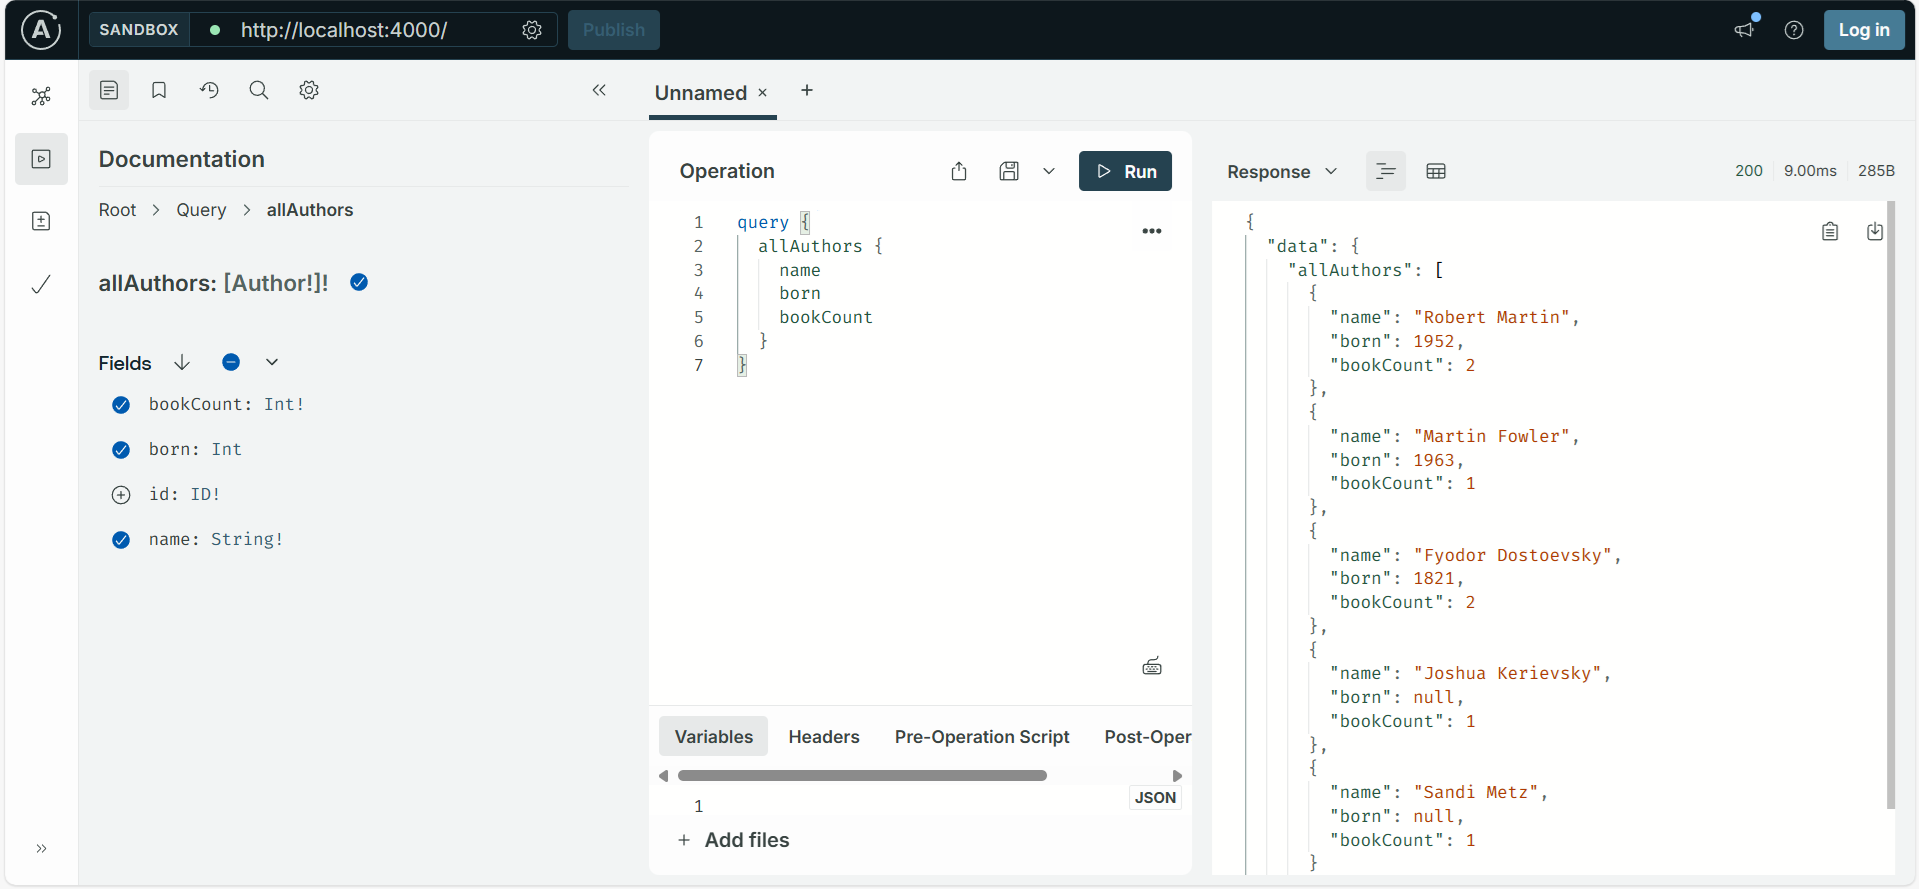 SANDBOX http://localhost:4000/ Publish Log in
Documentation
Root > Query > allAuthors
allAuthors: [Author!]!
Fields
bookCount: Int!
born: Int
id: ID!
name: String!
Unnamed × +
Operation
Run
1 query {
2 allAuthors {
3 name
4 born
5 bookCount
6 }
7 }
Variables Headers Pre-Operation Script Post-Oper
1
JSON
+ Add files
Response 200 9.00ms 285B
{
"data": {
"allAuthors": [
{
"name": "Robert Martin",
"born": 1952,
"bookCount": 2
},
{
"name": "Martin Fowler",
"born": 1963,
"bookCount": 1
},
{
"name": "Fyodor Dostoevsky",
"born": 1821,
"bookCount": 2
},
{
"name": "Joshua Kerievsky",
"born": null,
"bookCount": 1
},
{
"name": "Sandi Metz",
"born": null,
"bookCount": 1
}